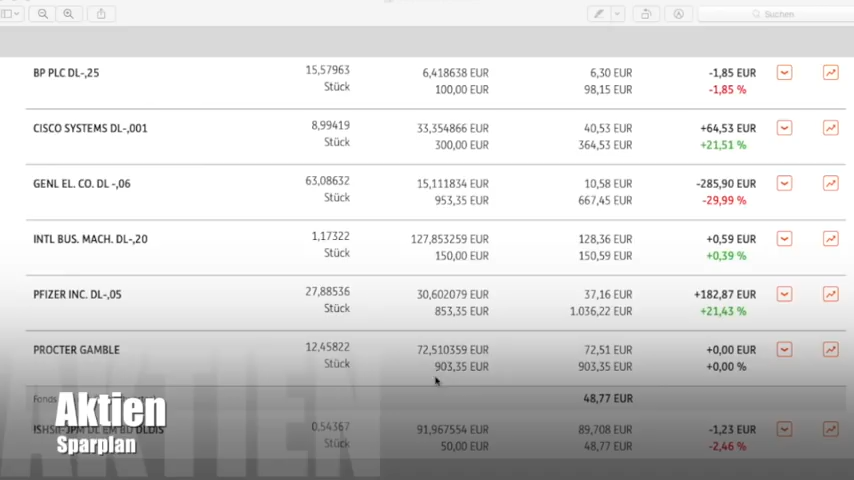 Suchen
BP PLC DL-,25 15,57963 6,418638 EUR 6,30 EUR -1,85 EUR
Stück 100,00 EUR 98,15 EUR -1,85 %
CISCO SYSTEMS DL-,001 8,99419 33,354866 EUR 40,53 EUR +64,53 EUR
Stück 300,00 EUR 364,53 EUR +21,51 %
GENL EL. CO. DL -,06 63,08632 15,111834 EUR 10,58 EUR -285,90 EUR
Stück 953,35 EUR 667,45 EUR -29,99 %
INTL BUS. MACH. DL-,20 1,17322 127,853259 EUR 128,36 EUR +0,59 EUR
Stück 150,00 EUR 150,59 EUR +0,39 %
PFIZER INC. DL-,05 27,88536 30,602079 EUR 37,16 EUR +182,87 EUR
Stück 853,35 EUR 1.036,22 EUR +21,43 %
PROCTER GAMBLE 12,45822 72,510359 EUR 72,51 EUR +0,00 EUR
Stück 903,35 EUR 903,35 EUR +0,00 %
AKTIEN
Fonds 48,77 EUR
Aktien
0,54367 91,967554 EUR 89,708 EUR -1,23 EUR
Stück 50,00 EUR 48,77 EUR -2,46 %
Sparplan